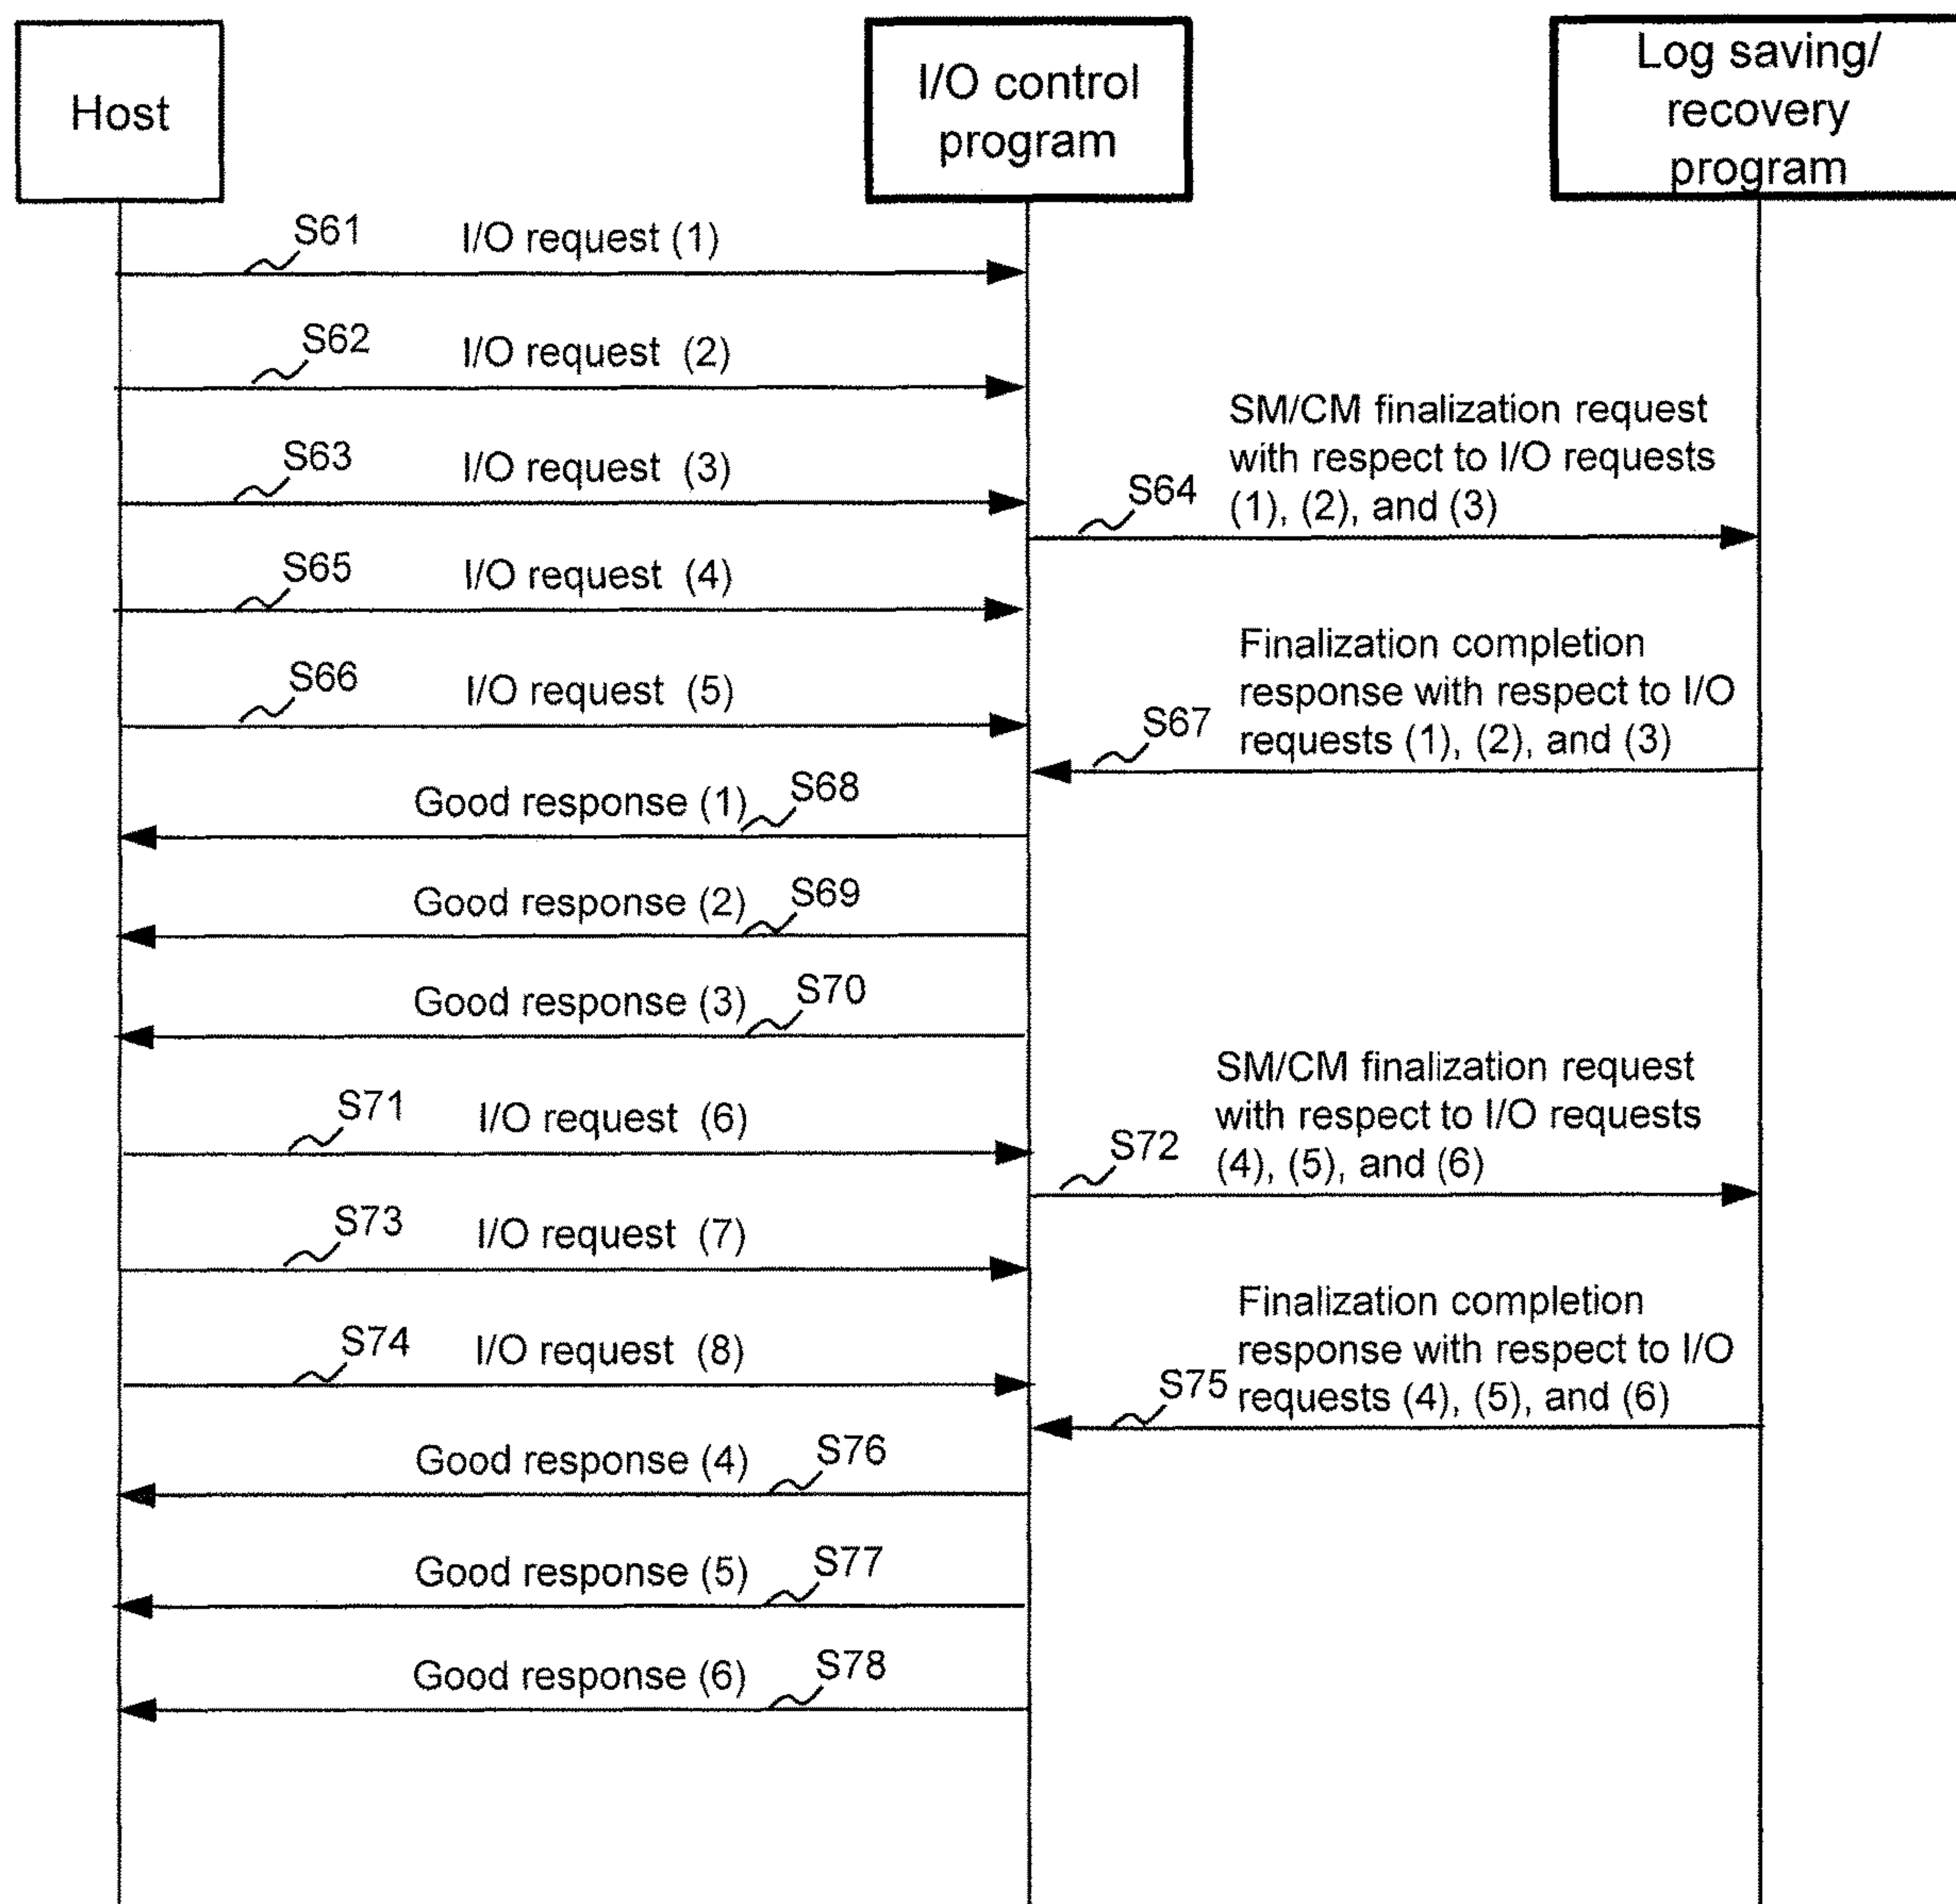 Host
I/O control
program
Log saving/
recovery
program
S61
I/O request (1)
S62
I/O request (2)
S63
I/O request (3)
SM/CM finalization request
with respect to I/O requests
(1), (2), and (3)
S64
S65
I/O request (4)
S66
I/O request (5)
Finalization completion
response with respect to I/O
requests (1), (2), and (3)
S67
Good response (1)
S68
Good response (2)
S69
Good response (3)
S70
S71
I/O request (6)
SM/CM finalization request
with respect to I/O requests
(4), (5), and (6)
S72
S73
I/O request (7)
S74
I/O request (8)
Finalization completion
response with respect to I/O
requests (4), (5), and (6)
S75
Good response (4)
S76
Good response (5)
S77
Good response (6)
S78